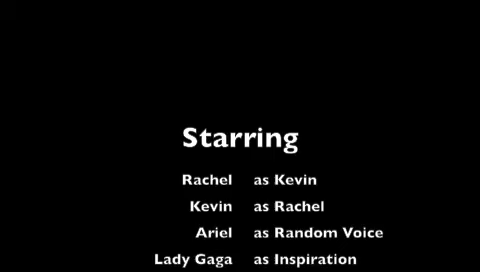 Starring
Rachel as Kevin
Kevin as Rachel
Ariel as Random Voice
Lady Gaga as Inspiration